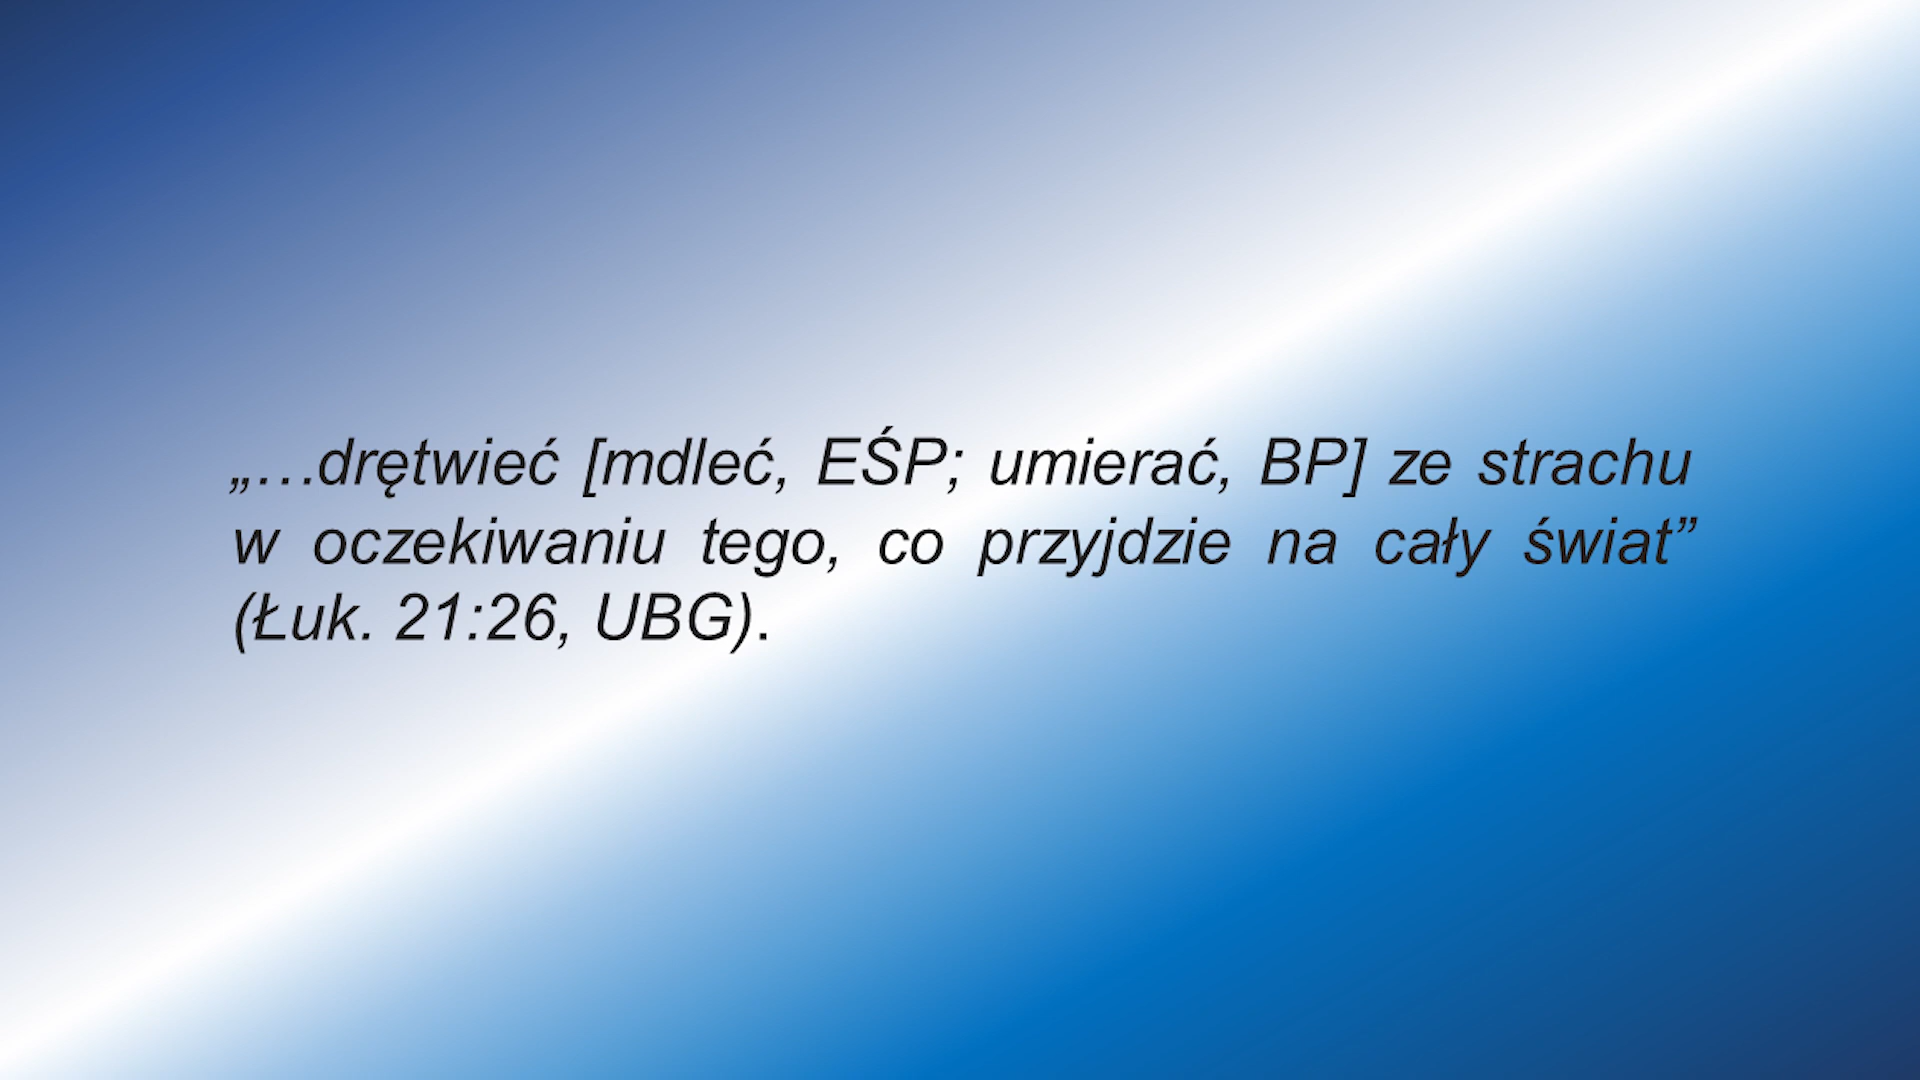 „…drętwieć [mdleć, EŚP; umierać, BP] ze strachu
w oczekiwaniu tego, co przyjdzie na cały świat”
(Łuk. 21:26, UBG).